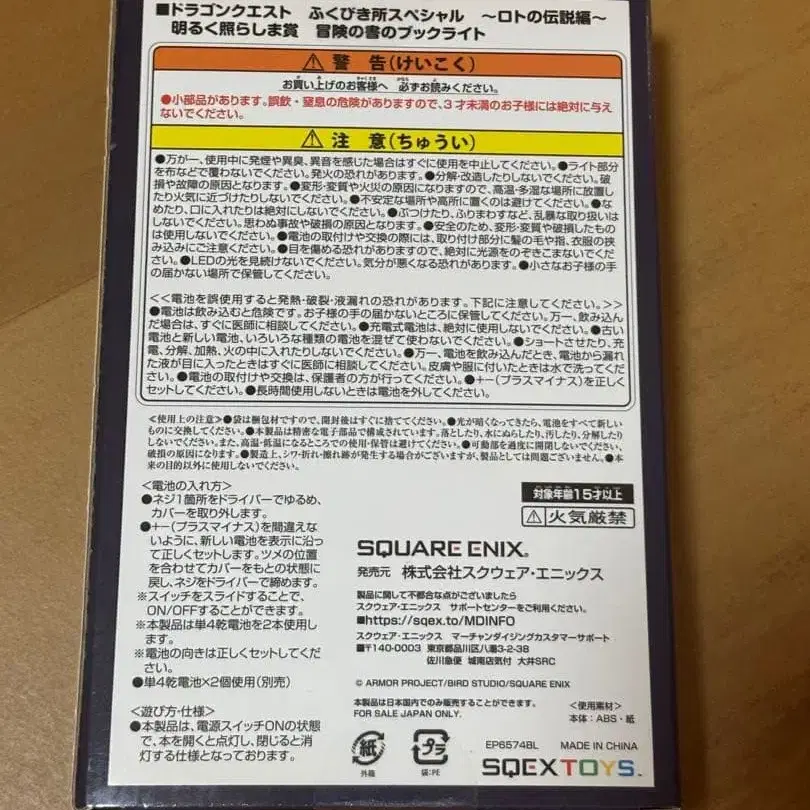 ■ドラゴンクエスト ふくびき所スペシャル ～ロトの伝説編～
明るく照らしま賞 冒険の書のブックライト
⚠警 告(けいこく)
お買い上げのお客様へ 必ずお読みください。
●小部品があります。誤飲・窒息の危険がありますので、3才未満のお子様には絶対に与え
ないでください。
⚠注 意(ちゅうい)
●万が一、使用中に発煙や異臭、異音を感じた場合はすぐに使用を中止してください。●ライト部分
を布などで覆わないでください。発火の恐れがあります。●分解・改造したりしないでください。破
損や故障の原因となります。●変形・変質や火災の原因になりますので、高温・多湿な場所に放置し
たり火気に近づけたりしないでください。●不安定な場所や高所に置くのは避けてください。●な
めたり、口に入れたりは絶対にしないでください。●ぶつけたり、ふりまわすなど、乱暴な取り扱いは
しないでください。思わぬ事故や破損の原因となります。●安全のため、変形・変質や破損したもの
は使用しないでください。●電池の取付けや交換の際には、取り付け部分に髪の毛や指、衣服の挟
み込みにご注意ください。●目を傷める恐れがありますので、絶対に光源をのぞきこまないでくださ
い。●LEDの光を見続けないでください。気分が悪くなる恐れがあります。●小さなお子様の手
の届かない場所で保管してください。
<<電池を誤使用すると発熱・破裂・液漏れの恐れがあります。下記に注意してください。>>
●電池は飲み込むと危険です。お子様の手の届かないところに保管してください。万一、飲み込ん
だ場合は、すぐに医師に相談してください。●充電式電池は、絶対に使用しないでください。●古い
電池と新しい電池、いろいろな種類の電池を混ぜて使わないでください。●ショートさせたり、充
電、分解、加熱、火の中に入れたりしないでください。●万一、電池を飲み込んだとき、電池から漏れ
た液が目に入ったときはすぐに医師に相談してください。皮膚や服に付いたときは水で洗ってくだ
さい。●電池の取付けや交換は、保護者の方が行ってください。●+−(プラスマイナス)を正しく
セットしてください。●長時間使用しないときは電池を外してください。
≪使用上の注意≫●袋は梱包材ですので、開封後はすぐに捨ててください。●光が暗くなってきたら、電池をすべて新しい
ものに交換してください。●本製品は精密な電子部品で構成されています。落としたり、水にぬらしたり、汚したり、分解したり
しないでください。また、高温・低温になるところでの使用・保管は避けてください。●可動部を過度に開閉しないでください。
破損の原因になります。●製造上、シワ・折れ・擦れ跡が発生する場合がございますが、製品としては問題ございません。●本
来の目的以外に使用しないでください。
<電池の入れ方>
●ネジ1箇所をドライバーでゆるめ、
カバーを取り外します。
●+−(プラスマイナス)を間違えな
いように、新しい電池を表示に沿っ
て正しくセットします。ツメの位置
を合わせてカバーをもとの状態に
戻し、ネジをドライバーで締めます。
※スイッチをスライドすることで、
ON/OFFすることができます。
※本製品は単4乾電池を2本使用し
ます。
※電池の向きは正しくセットしてくだ
さい。
●単4乾電池×2個使用(別売)
<遊び方・仕様>
●本製品は、電源スイッチONの状態
で、本を開くと点灯し、閉じると消
灯する仕様となっております。
対象年齢15才以上
⚠火気厳禁
SQUARE ENIX®
発売元 株式会社スクウェア・エニックス
製品に関して不都合な点がございましたら
スクウェア・エニックス サポートセンターをご利用ください。
■https://sqex.to/MDINFO
スクウェア・エニックス マーチャンダイジングカスタマーサポート
■〒140-0003 東京都品川区八潮3-2-38
佐川急便 城南店気付 大井SRC
© ARMOR PROJECT/BIRD STUDIO/SQUARE ENIX
本製品は日本国内でのみ販売することができます。
FOR SALE JAPAN ONLY.
<使用素材>
本体：ABS・紙
紙
外箱
プラ
袋:PE
EP65748L MADE IN CHINA
SQEX TOYS™